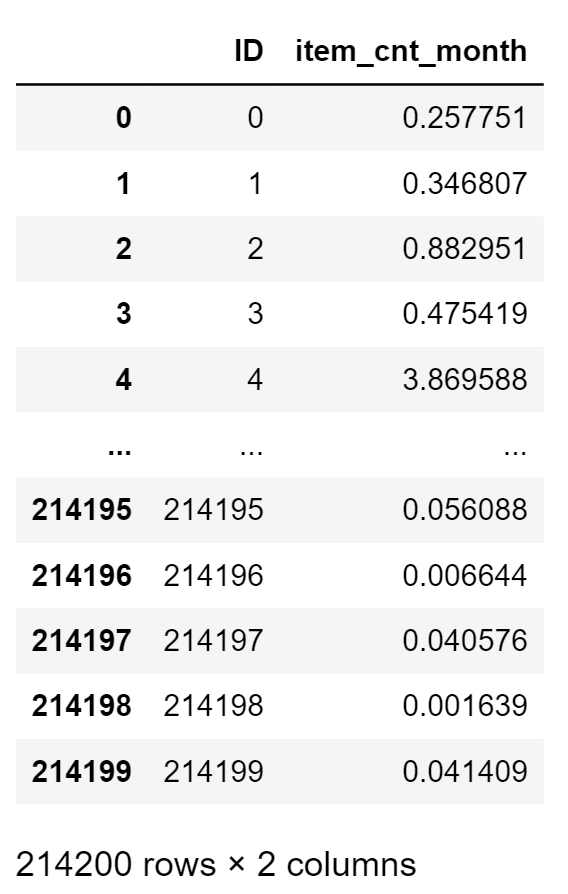 ID item_cnt_month
0 0 0.257751
1 1 0.346807
2 2 0.882951
3 3 0.475419
4 4 3.869588
... ... ...
214195 214195 0.056088
214196 214196 0.006644
214197 214197 0.040576
214198 214198 0.001639
214199 214199 0.041409
214200 rows × 2 columns